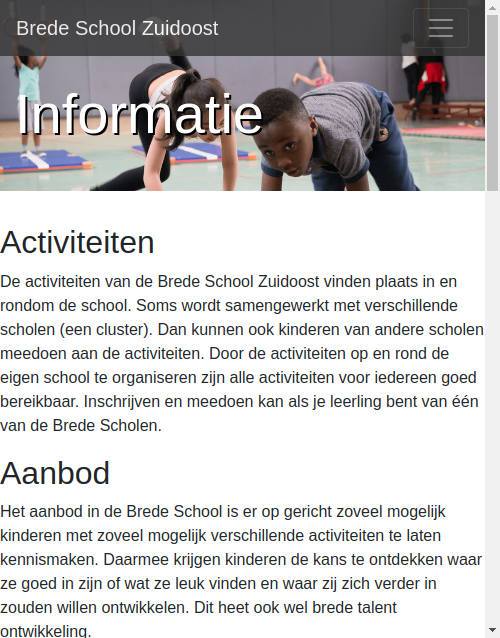 Brede School Zuidoost
Informatie
Activiteiten
De activiteiten van de Brede School Zuidoost vinden plaats in en
rondom de school. Soms wordt samengewerkt met verschillende
scholen (een cluster). Dan kunnen ook kinderen van andere scholen
meedoen aan de activiteiten. Door de activiteiten op en rond de
eigen school te organiseren zijn alle activiteiten voor iedereen goed
bereikbaar. Inschrijven en meedoen kan als je leerling bent van één
van de Brede Scholen.
Aanbod
Het aanbod in de Brede School is er op gericht zoveel mogelijk
kinderen met zoveel mogelijk verschillende activiteiten te laten
kennismaken. Daarmee krijgen kinderen de kans te ontdekken waar
ze goed in zijn of wat ze leuk vinden en waar zij zich verder in
zouden willen ontwikkelen. Dit heet ook wel brede talent
ontwikkeling.